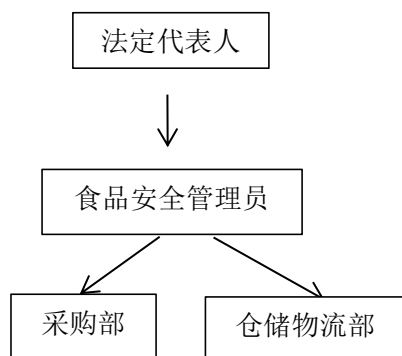 法定代表人
食品安全管理员
采购部
仓储物流部